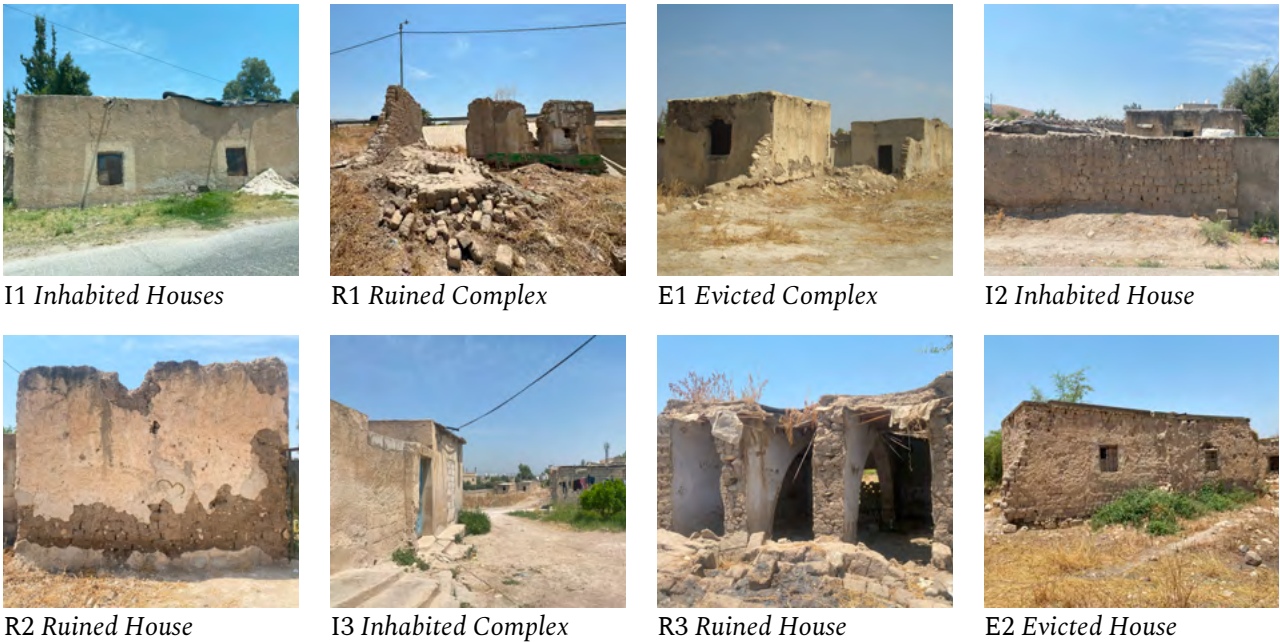 I1 Inhabited Houses
R1 Ruined Complex
E1 Evicted Complex
I2 Inhabited House
R2 Ruined House
I3 Inhabited Complex
R3 Ruined House
E2 Evicted House